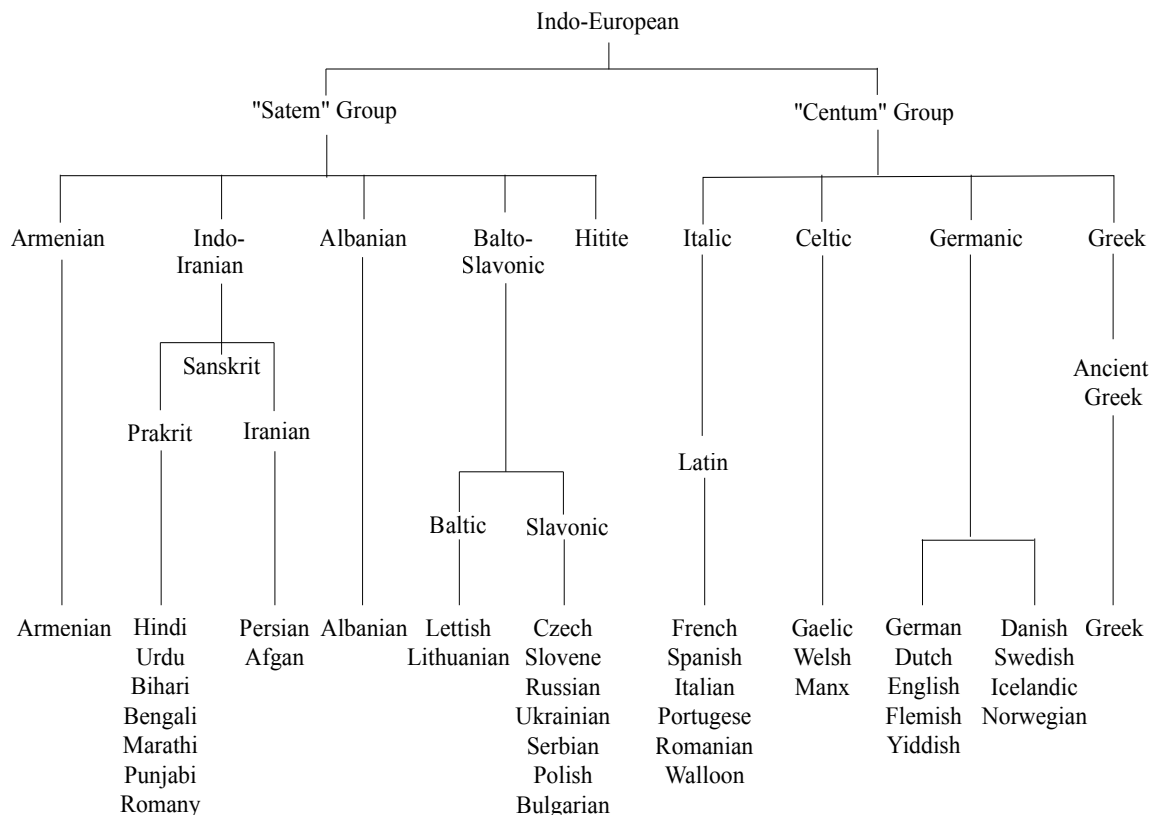 Indo-European
"Satem" Group
"Centum" Group
Armenian
Indo-
Iranian
Albanian
Balto-
Slavonic
Hitite
Italic
Celtic
Germanic
Greek
Sanskrit
Prakrit
Iranian
Ancient
Greek
Latin
Baltic
Slavonic
Armenian
Hindi
Urdu
Bihari
Bengali
Marathi
Punjabi
Romany
Persian
Afgan
Albanian
Lettish
Lithuanian
Czech
Slovene
Russian
Ukrainian
Serbian
Polish
Bulgarian
French
Spanish
Italian
Portugese
Romanian
Walloon
Gaelic
Welsh
Manx
German
Dutch
English
Flemish
Yiddish
Danish
Swedish
Icelandic
Norwegian
Greek